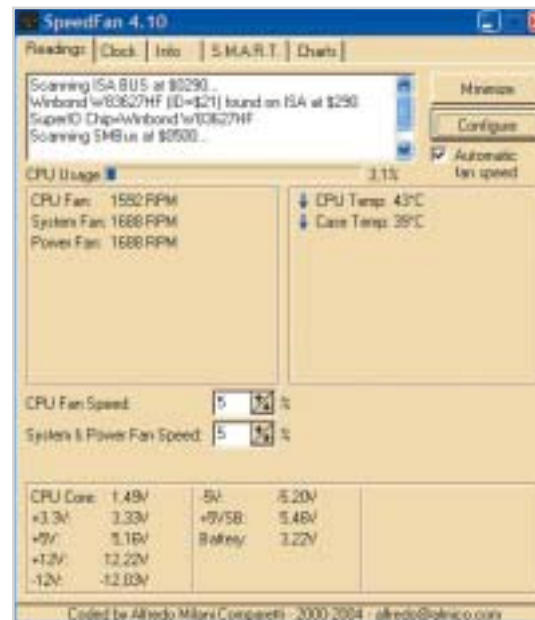 SpeedFan 4.10
Readings Clock Info S.M.A.R.T. Charts
Scanning ISA BUS at $0290...
Winbond W83627HF (ID=$21) found on ISA at $290
SuperIO Chip=Winbond W83627HF
Scanning SMBus at $0500...
Minimize
Configure
Automatic fan speed
CPU Usage 3.1%
CPU Fan: 1592 RPM
System Fan: 1688 RPM
Power Fan: 1688 RPM
CPU Temp: 43°C
Case Temp: 39°C
CPU Fan Speed: 5 %
System & Power Fan Speed: 5 %
CPU Core: 1.49V -5V: -5.20V
+3.3V: 3.33V +5VSB: 5.46V
+5V: 5.16V Battery: 3.22V
+12V: 12.22V
-12V: -12.03V
Coded by Alfredo Milani Comparetti - 2000-2004 - alfredo@almico.com